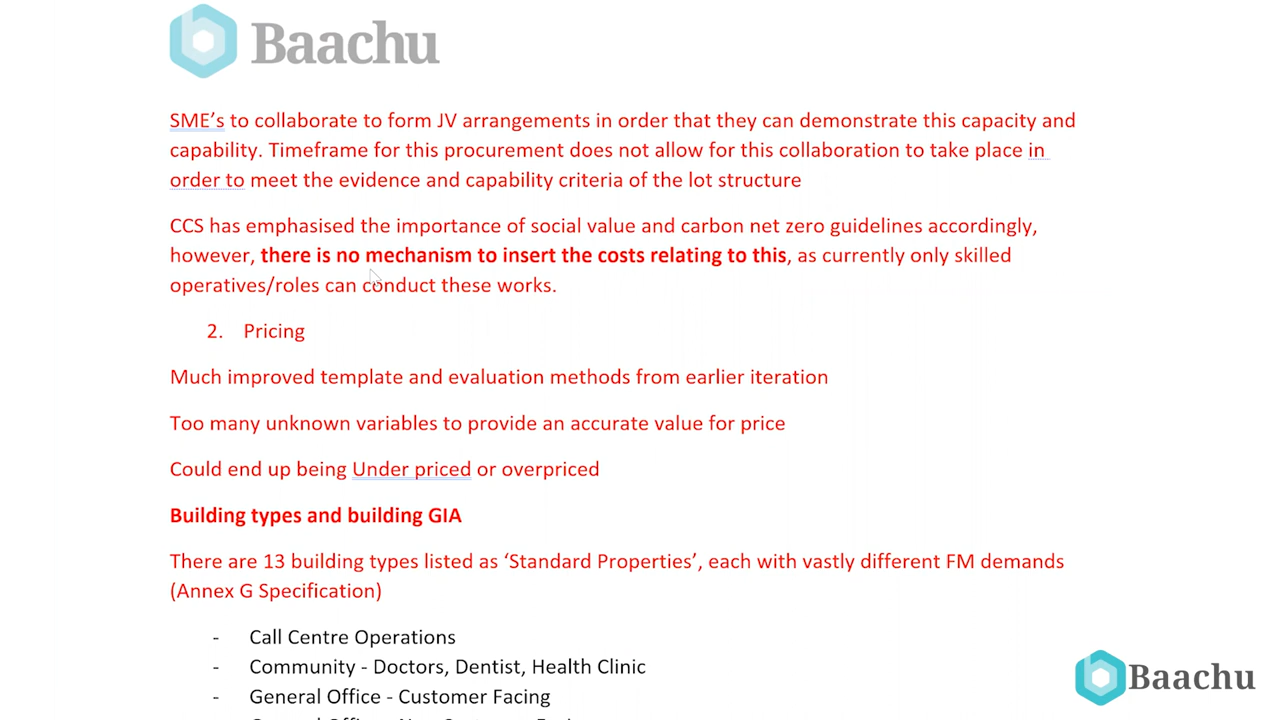 Baachu
SME's to collaborate to form JV arrangements in order that they can demonstrate this capacity and
capability. Timeframe for this procurement does not allow for this collaboration to take place in
order to meet the evidence and capability criteria of the lot structure
CCS has emphasised the importance of social value and carbon net zero guidelines accordingly,
however, there is no mechanism to insert the costs relating to this, as currently only skilled
operatives/roles can conduct these works.
2. Pricing
Much improved template and evaluation methods from earlier iteration
Too many unknown variables to provide an accurate value for price
Could end up being Under priced or overpriced
Building types and building GIA
There are 13 building types listed as ‘Standard Properties’, each with vastly different FM demands
(Annex G Specification)
- Call Centre Operations
- Community - Doctors, Dentist, Health Clinic
- General Office - Customer Facing
Baachu